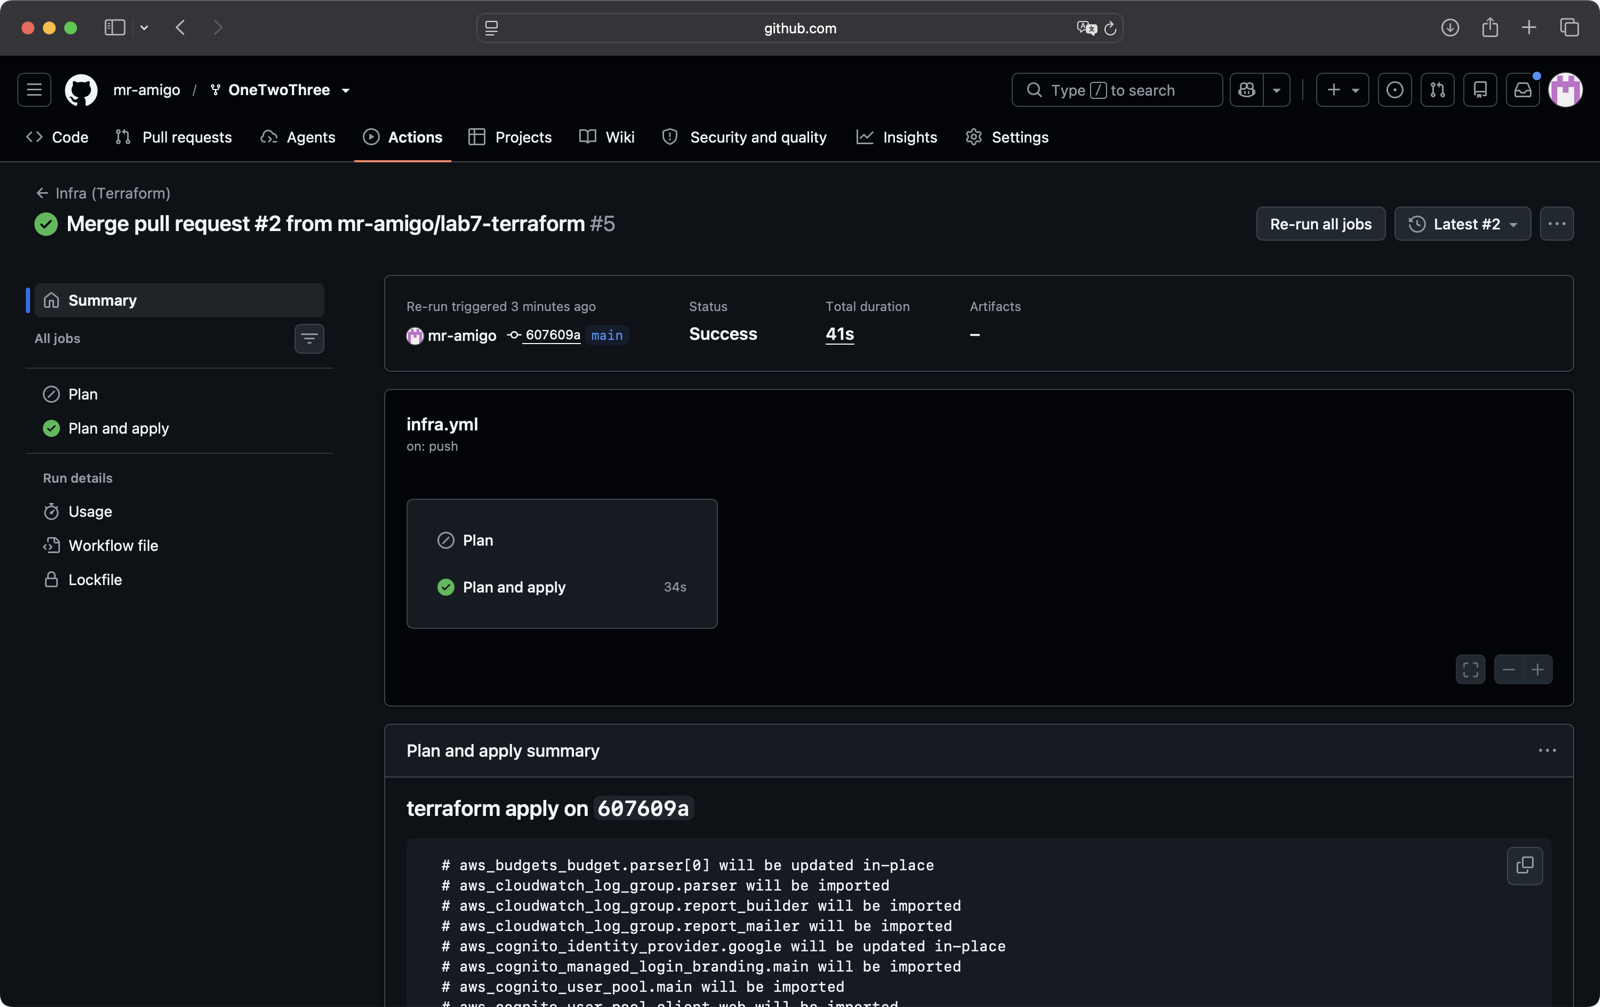 github.com
mr-amigo / OneTwoThree
Type / to search
Code Pull requests Agents Actions Projects Wiki Security and quality Insights Settings
Infra (Terraform)
Merge pull request #2 from mr-amigo/lab7-terraform #5
Re-run all jobs
Latest #2
Summary
All jobs
Plan
Plan and apply
Run details
Usage
Workflow file
Lockfile
Re-run triggered 3 minutes ago
mr-amigo 607609a main
Status
Success
Total duration
41s
Artifacts
–
infra.yml
on: push
Plan
Plan and apply 34s
Plan and apply summary
terraform apply on 607609a
# aws_budgets_budget.parser[0] will be updated in-place
# aws_cloudwatch_log_group.parser will be imported
# aws_cloudwatch_log_group.report_builder will be imported
# aws_cloudwatch_log_group.report_mailer will be imported
# aws_cognito_identity_provider.google will be updated in-place
# aws_cognito_managed_login_branding.main will be imported
# aws_cognito_user_pool.main will be imported
# aws_cognito_user_pool_client.web will be imported